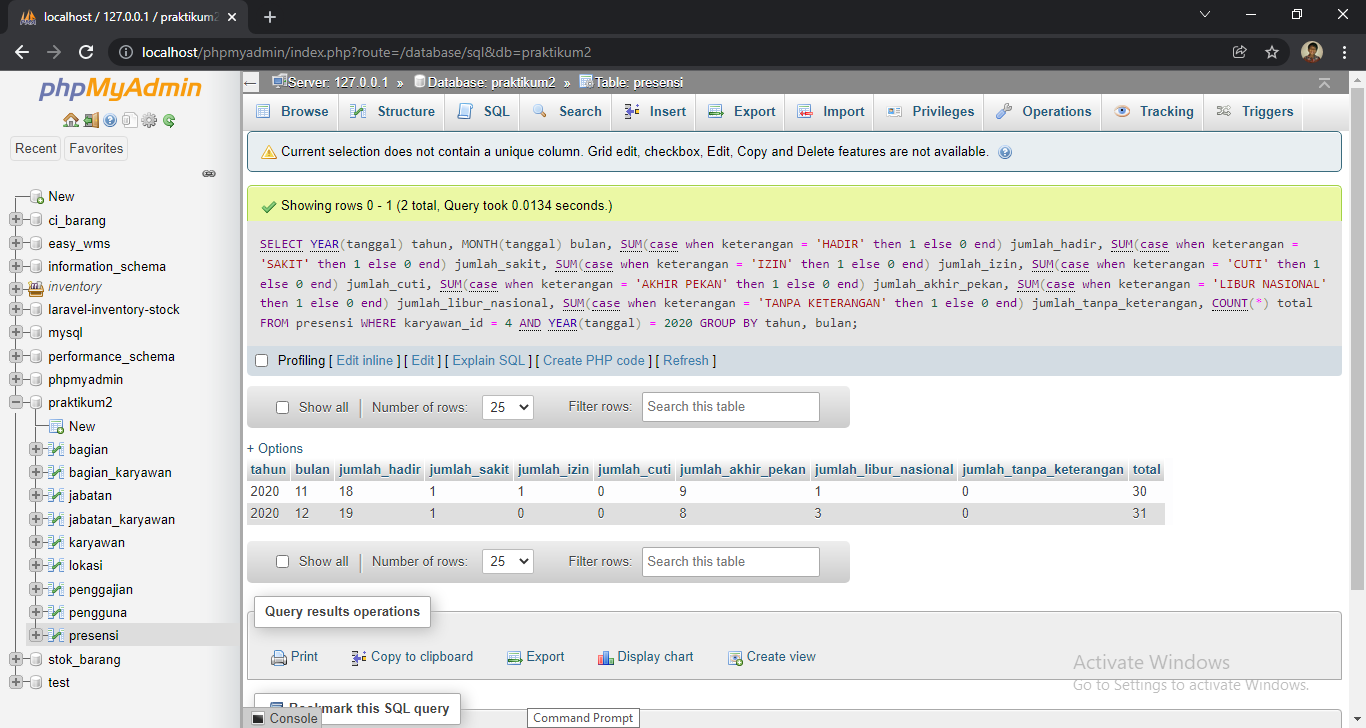 localhost / 127.0.0.1 / praktikum2
localhost/phpmyadmin/index.php?route=/database/sql&db=praktikum2
phpMyAdmin
Recent Favorites
New
ci_barang
easy_wms
information_schema
inventory
laravel-inventory-stock
mysql
performance_schema
phpmyadmin
praktikum2
New
bagian
bagian_karyawan
jabatan
jabatan_karyawan
karyawan
lokasi
penggajian
pengguna
presensi
stok_barang
test
Server: 127.0.0.1 » Database: praktikum2 » Table: presensi
Browse Structure SQL Search Insert Export Import Privileges Operations Tracking Triggers
Current selection does not contain a unique column. Grid edit, checkbox, Edit, Copy and Delete features are not available.
Showing rows 0 - 1 (2 total, Query took 0.0134 seconds.)
SELECT YEAR(tanggal) tahun, MONTH(tanggal) bulan, SUM(case when keterangan = 'HADIR' then 1 else 0 end) jumlah_hadir, SUM(case when keterangan =
'SAKIT' then 1 else 0 end) jumlah_sakit, SUM(case when keterangan = 'IZIN' then 1 else 0 end) jumlah_izin, SUM(case when keterangan = 'CUTI' then 1
else 0 end) jumlah_cuti, SUM(case when keterangan = 'AKHIR PEKAN' then 1 else 0 end) jumlah_akhir_pekan, SUM(case when keterangan = 'LIBUR NASIONAL'
then 1 else 0 end) jumlah_libur_nasional, SUM(case when keterangan = 'TANPA KETERANGAN' then 1 else 0 end) jumlah_tanpa_keterangan, COUNT(*) total
FROM presensi WHERE karyawan_id = 4 AND YEAR(tanggal) = 2020 GROUP BY tahun, bulan;
Profiling [ Edit inline ] [ Edit ] [ Explain SQL ] [ Create PHP code ] [ Refresh ]
Show all | Number of rows: 25 Filter rows: Search this table
+ Options
tahun bulan jumlah_hadir jumlah_sakit jumlah_izin jumlah_cuti jumlah_akhir_pekan jumlah_libur_nasional jumlah_tanpa_keterangan total
2020 11 18 1 1 0 9 1 0 30
2020 12 19 1 0 0 8 3 0 31
Show all | Number of rows: 25 Filter rows: Search this table
Query results operations
Print Copy to clipboard Export Display chart Create view
Activate Windows
Go to Settings to activate Windows.
Bookmark this SQL query
Console
Command Prompt